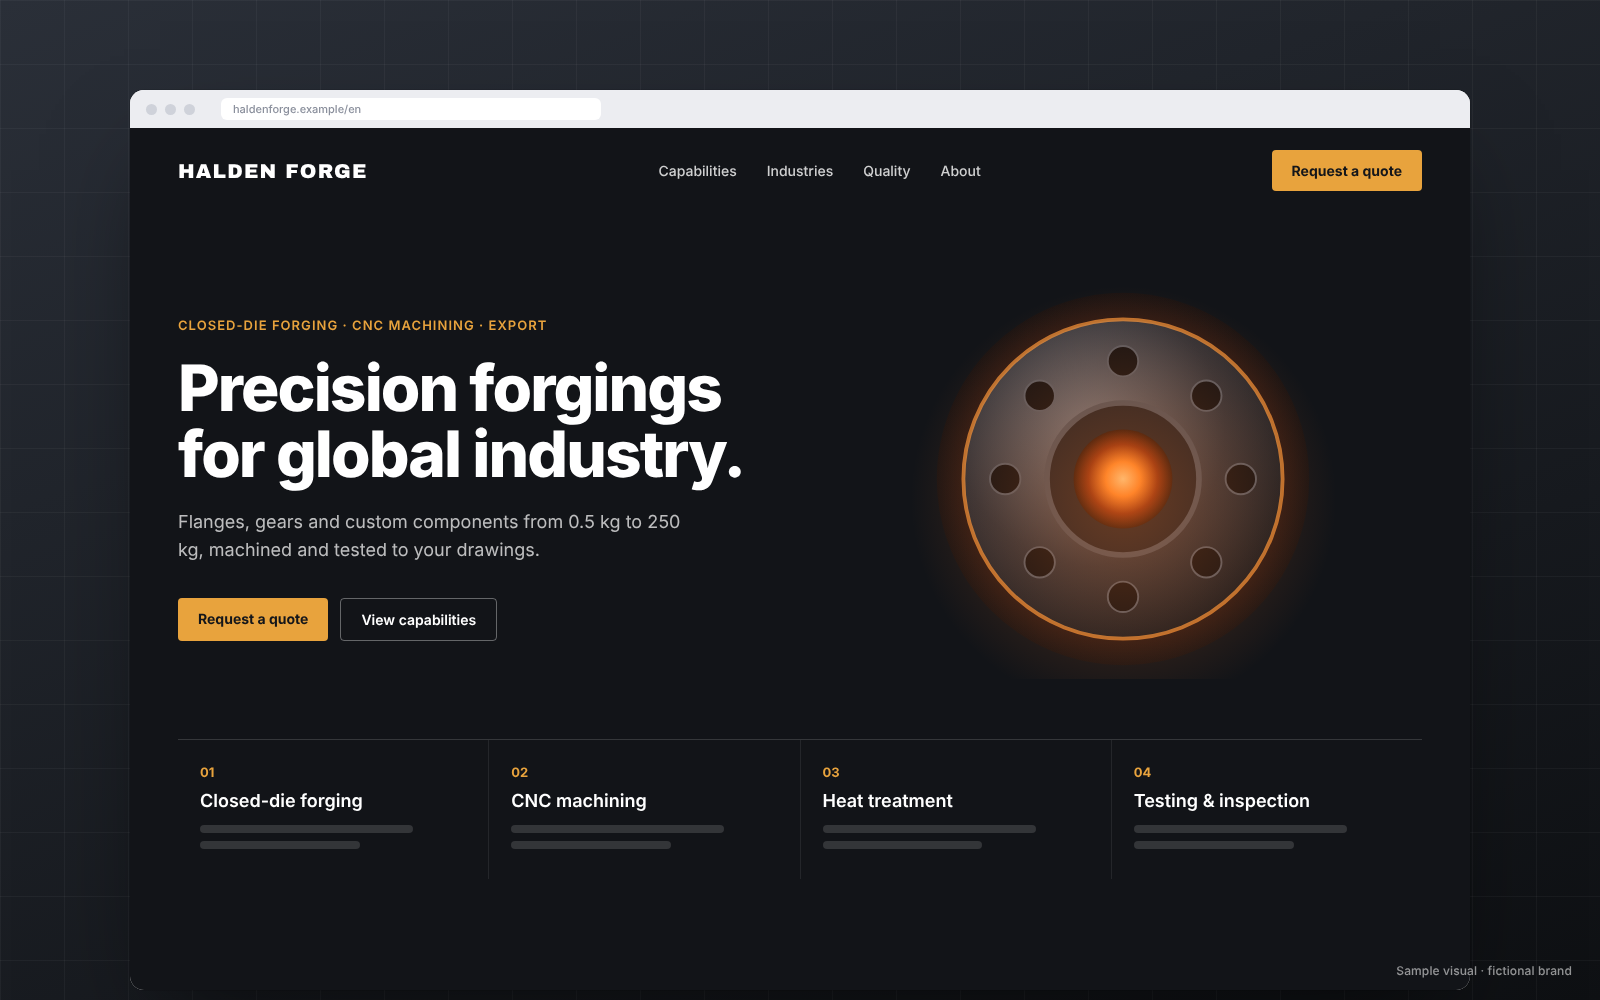 haldenforge.example/en
HALDEN FORGE
Capabilities
Industries
Quality
About
Request a quote
CLOSED-DIE FORGING · CNC MACHINING · EXPORT
Precision forgings
for global industry.
Flanges, gears and custom components from 0.5 kg to 250
kg, machined and tested to your drawings.
Request a quote
View capabilities
01
Closed-die forging
02
CNC machining
03
Heat treatment
04
Testing & inspection
Sample visual · fictional brand